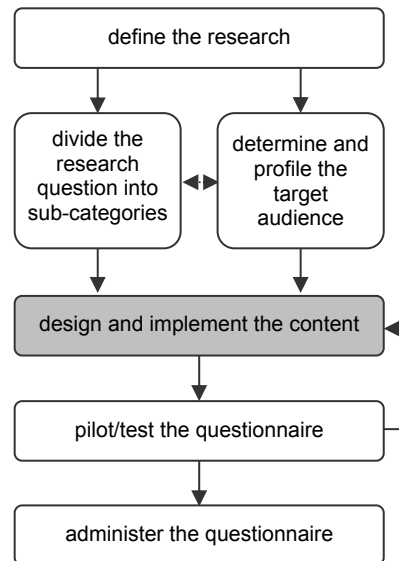 define the research
divide the
research
question into
sub-categories
determine and
profile the
target
audience
design and implement the content
pilot/test the questionnaire
administer the questionnaire